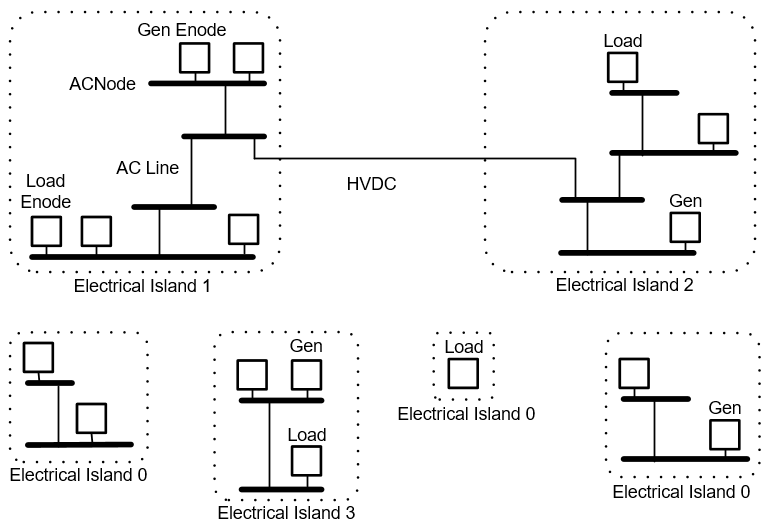 Gen Enode
ACNode
AC Line
Load
Enode
Electrical Island 1
HVDC
Load
Gen
Electrical Island 2
Electrical Island 0
Gen
Load
Electrical Island 3
Load
Electrical Island 0
Gen
Electrical Island 0